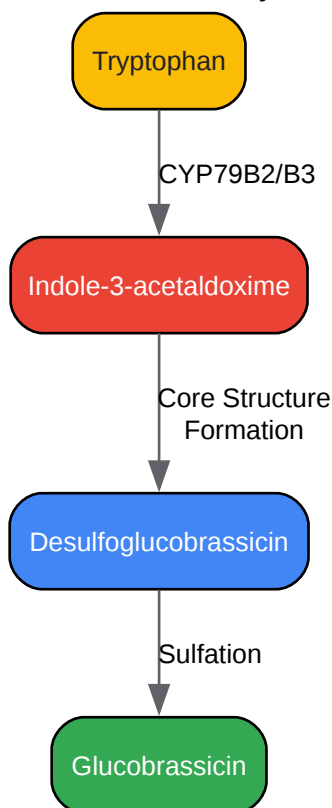 Tryptophan
CYP79B2/B3
Indole-3-acetaldoxime
Core Structure
Formation
Desulfoglucobrassicin
Sulfation
Glucobrassicin